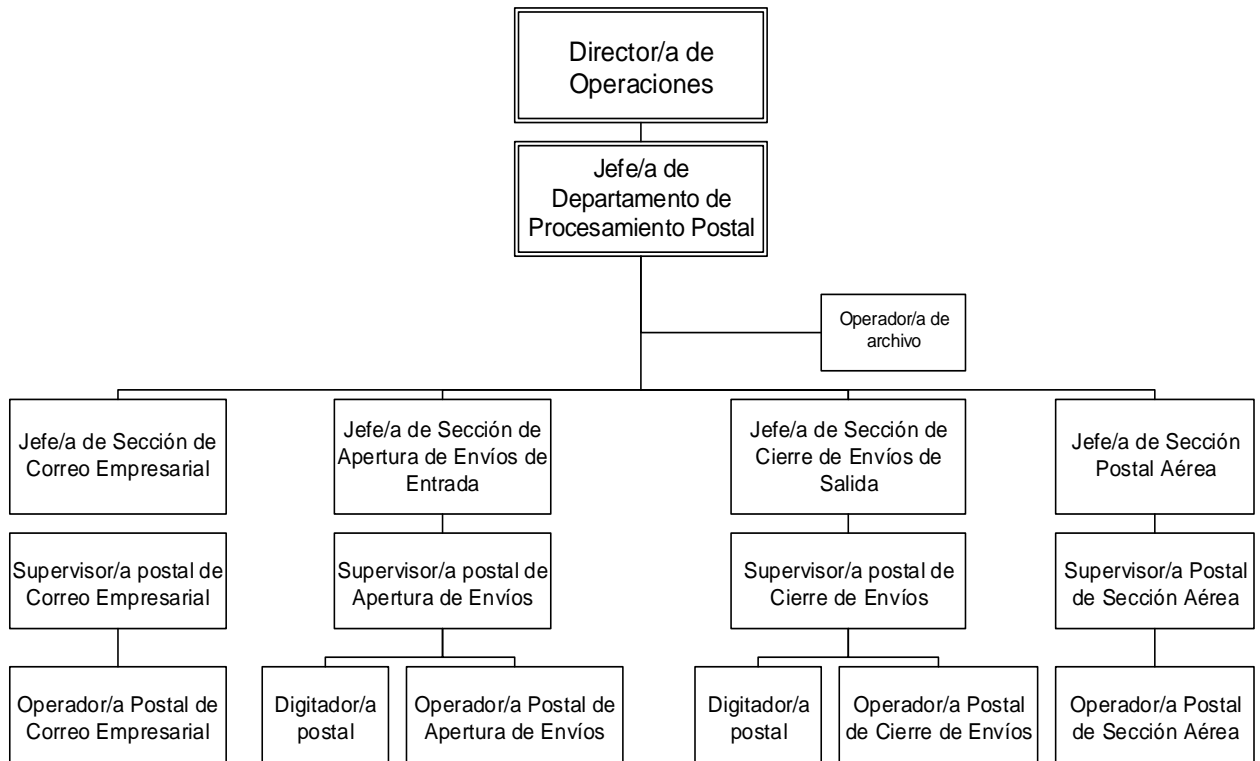 Director/a de
Operaciones
Jefe/a de
Departamento de
Procesamiento Postal
Operador/a de
archivo
Jefe/a de Sección de
Correo Empresarial
Jefe/a de Sección de
Apertura de Envíos de
Entrada
Jefe/a de Sección de
Cierre de Envíos de
Salida
Jefe/a de Sección
Postal Aérea
Supervisor/a postal de
Correo Empresarial
Supervisor/a postal de
Apertura de Envíos
Supervisor/a postal de
Cierre de Envíos
Supervisor/a Postal
de Sección Aérea
Operador/a Postal de
Correo Empresarial
Digitador/a
postal
Operador/a Postal de
Apertura de Envíos
Digitador/a
postal
Operador/a Postal
de Cierre de Envíos
Operador/a Postal
de Sección Aérea